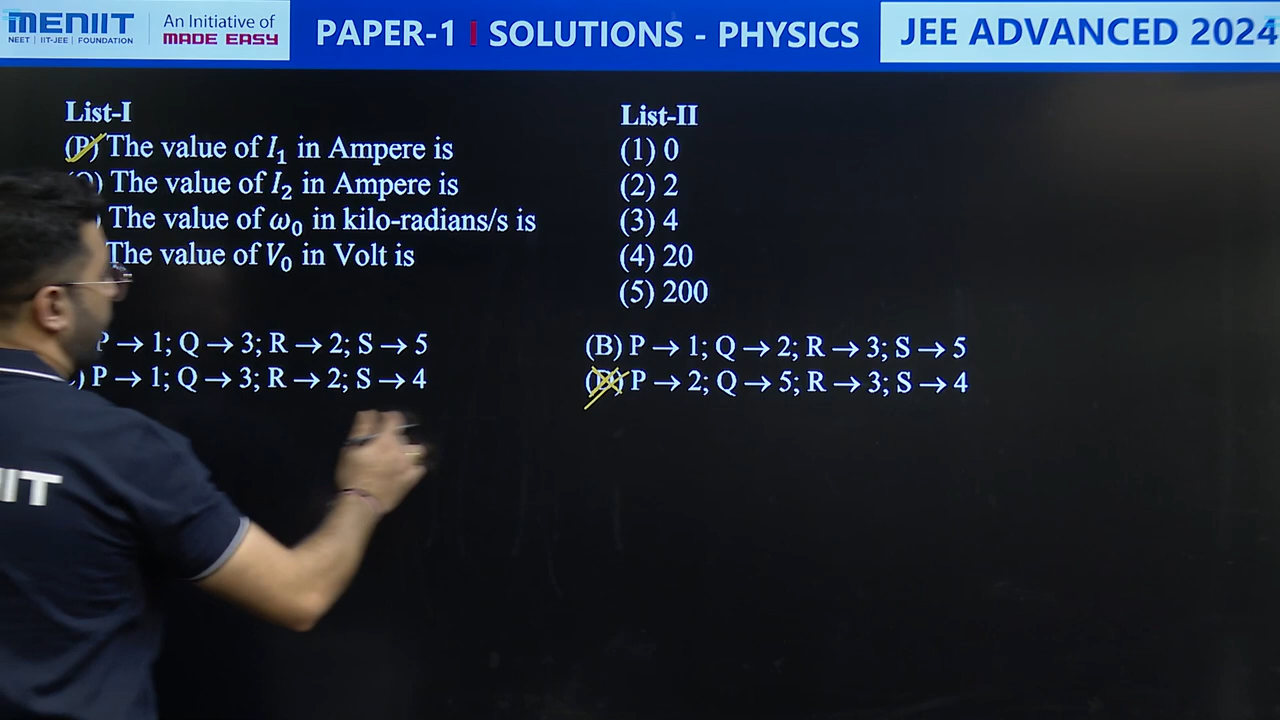 MENIIT
NEET | IIT-JEE | FOUNDATION
An Initiative of
MADE EASY
PAPER-1 | SOLUTIONS - PHYSICS
JEE ADVANCED 2024
List-I
(P) The value of I₁ in Ampere is
(Q) The value of I₂ in Ampere is
) The value of ω₀ in kilo-radians/s is
The value of V₀ in Volt is
List-II
(1) 0
(2) 2
(3) 4
(4) 20
(5) 200
P → 1; Q → 3; R → 2; S → 5
(B) P → 1; Q → 2; R → 3; S → 5
) P → 1; Q → 3; R → 2; S → 4
(D) P → 2; Q → 5; R → 3; S → 4
IIT